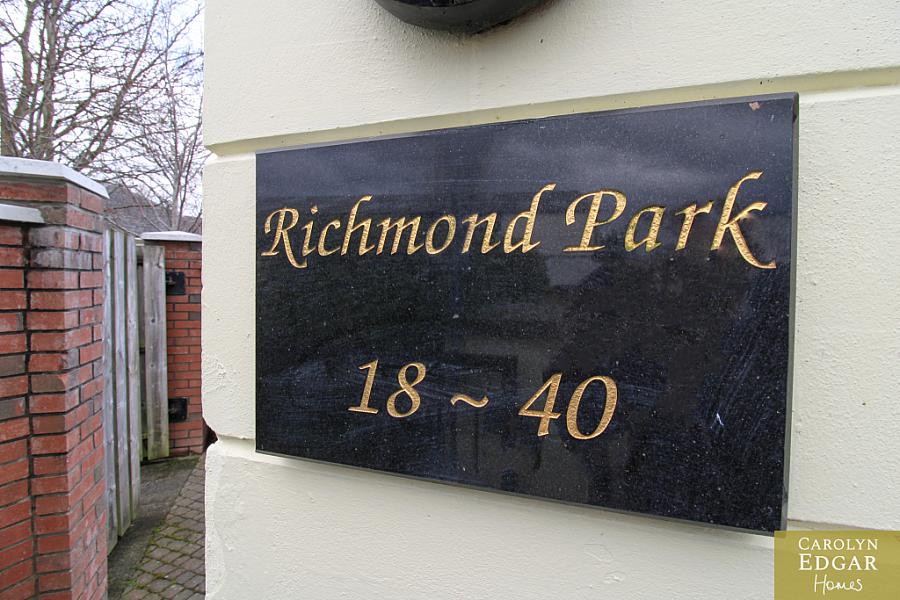 Richmond Park
18 ~ 40
CAROLYN
EDGAR
Homes